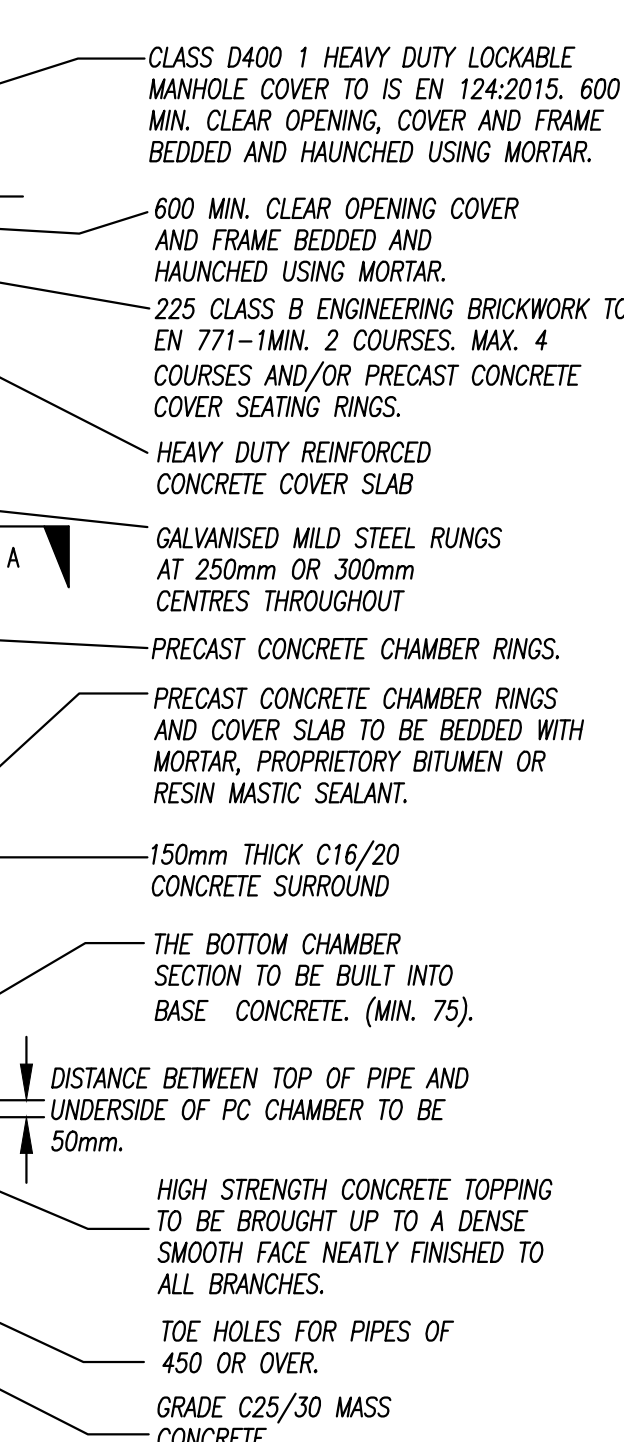 CLASS D400 1 HEAVY DUTY LOCKABLE
MANHOLE COVER TO IS EN 124:2015. 600
MIN. CLEAR OPENING, COVER AND FRAME
BEDDED AND HAUNCHED USING MORTAR.
600 MIN. CLEAR OPENING COVER
AND FRAME BEDDED AND
HAUNCHED USING MORTAR.
225 CLASS B ENGINEERING BRICKWORK TO
EN 771-1MIN. 2 COURSES. MAX. 4
COURSES AND/OR PRECAST CONCRETE
COVER SEATING RINGS.
HEAVY DUTY REINFORCED
CONCRETE COVER SLAB
GALVANISED MILD STEEL RUNGS
AT 250mm OR 300mm
CENTRES THROUGHOUT
A
PRECAST CONCRETE CHAMBER RINGS.
PRECAST CONCRETE CHAMBER RINGS
AND COVER SLAB TO BE BEDDED WITH
MORTAR, PROPRIETORY BITUMEN OR
RESIN MASTIC SEALANT.
150mm THICK C16/20
CONCRETE SURROUND
THE BOTTOM CHAMBER
SECTION TO BE BUILT INTO
BASE CONCRETE. (MIN. 75).
DISTANCE BETWEEN TOP OF PIPE AND
UNDERSIDE OF PC CHAMBER TO BE
50mm.
HIGH STRENGTH CONCRETE TOPPING
TO BE BROUGHT UP TO A DENSE
SMOOTH FACE NEATLY FINISHED TO
ALL BRANCHES.
TOE HOLES FOR PIPES OF
450 OR OVER.
GRADE C25/30 MASS
CONCRETE